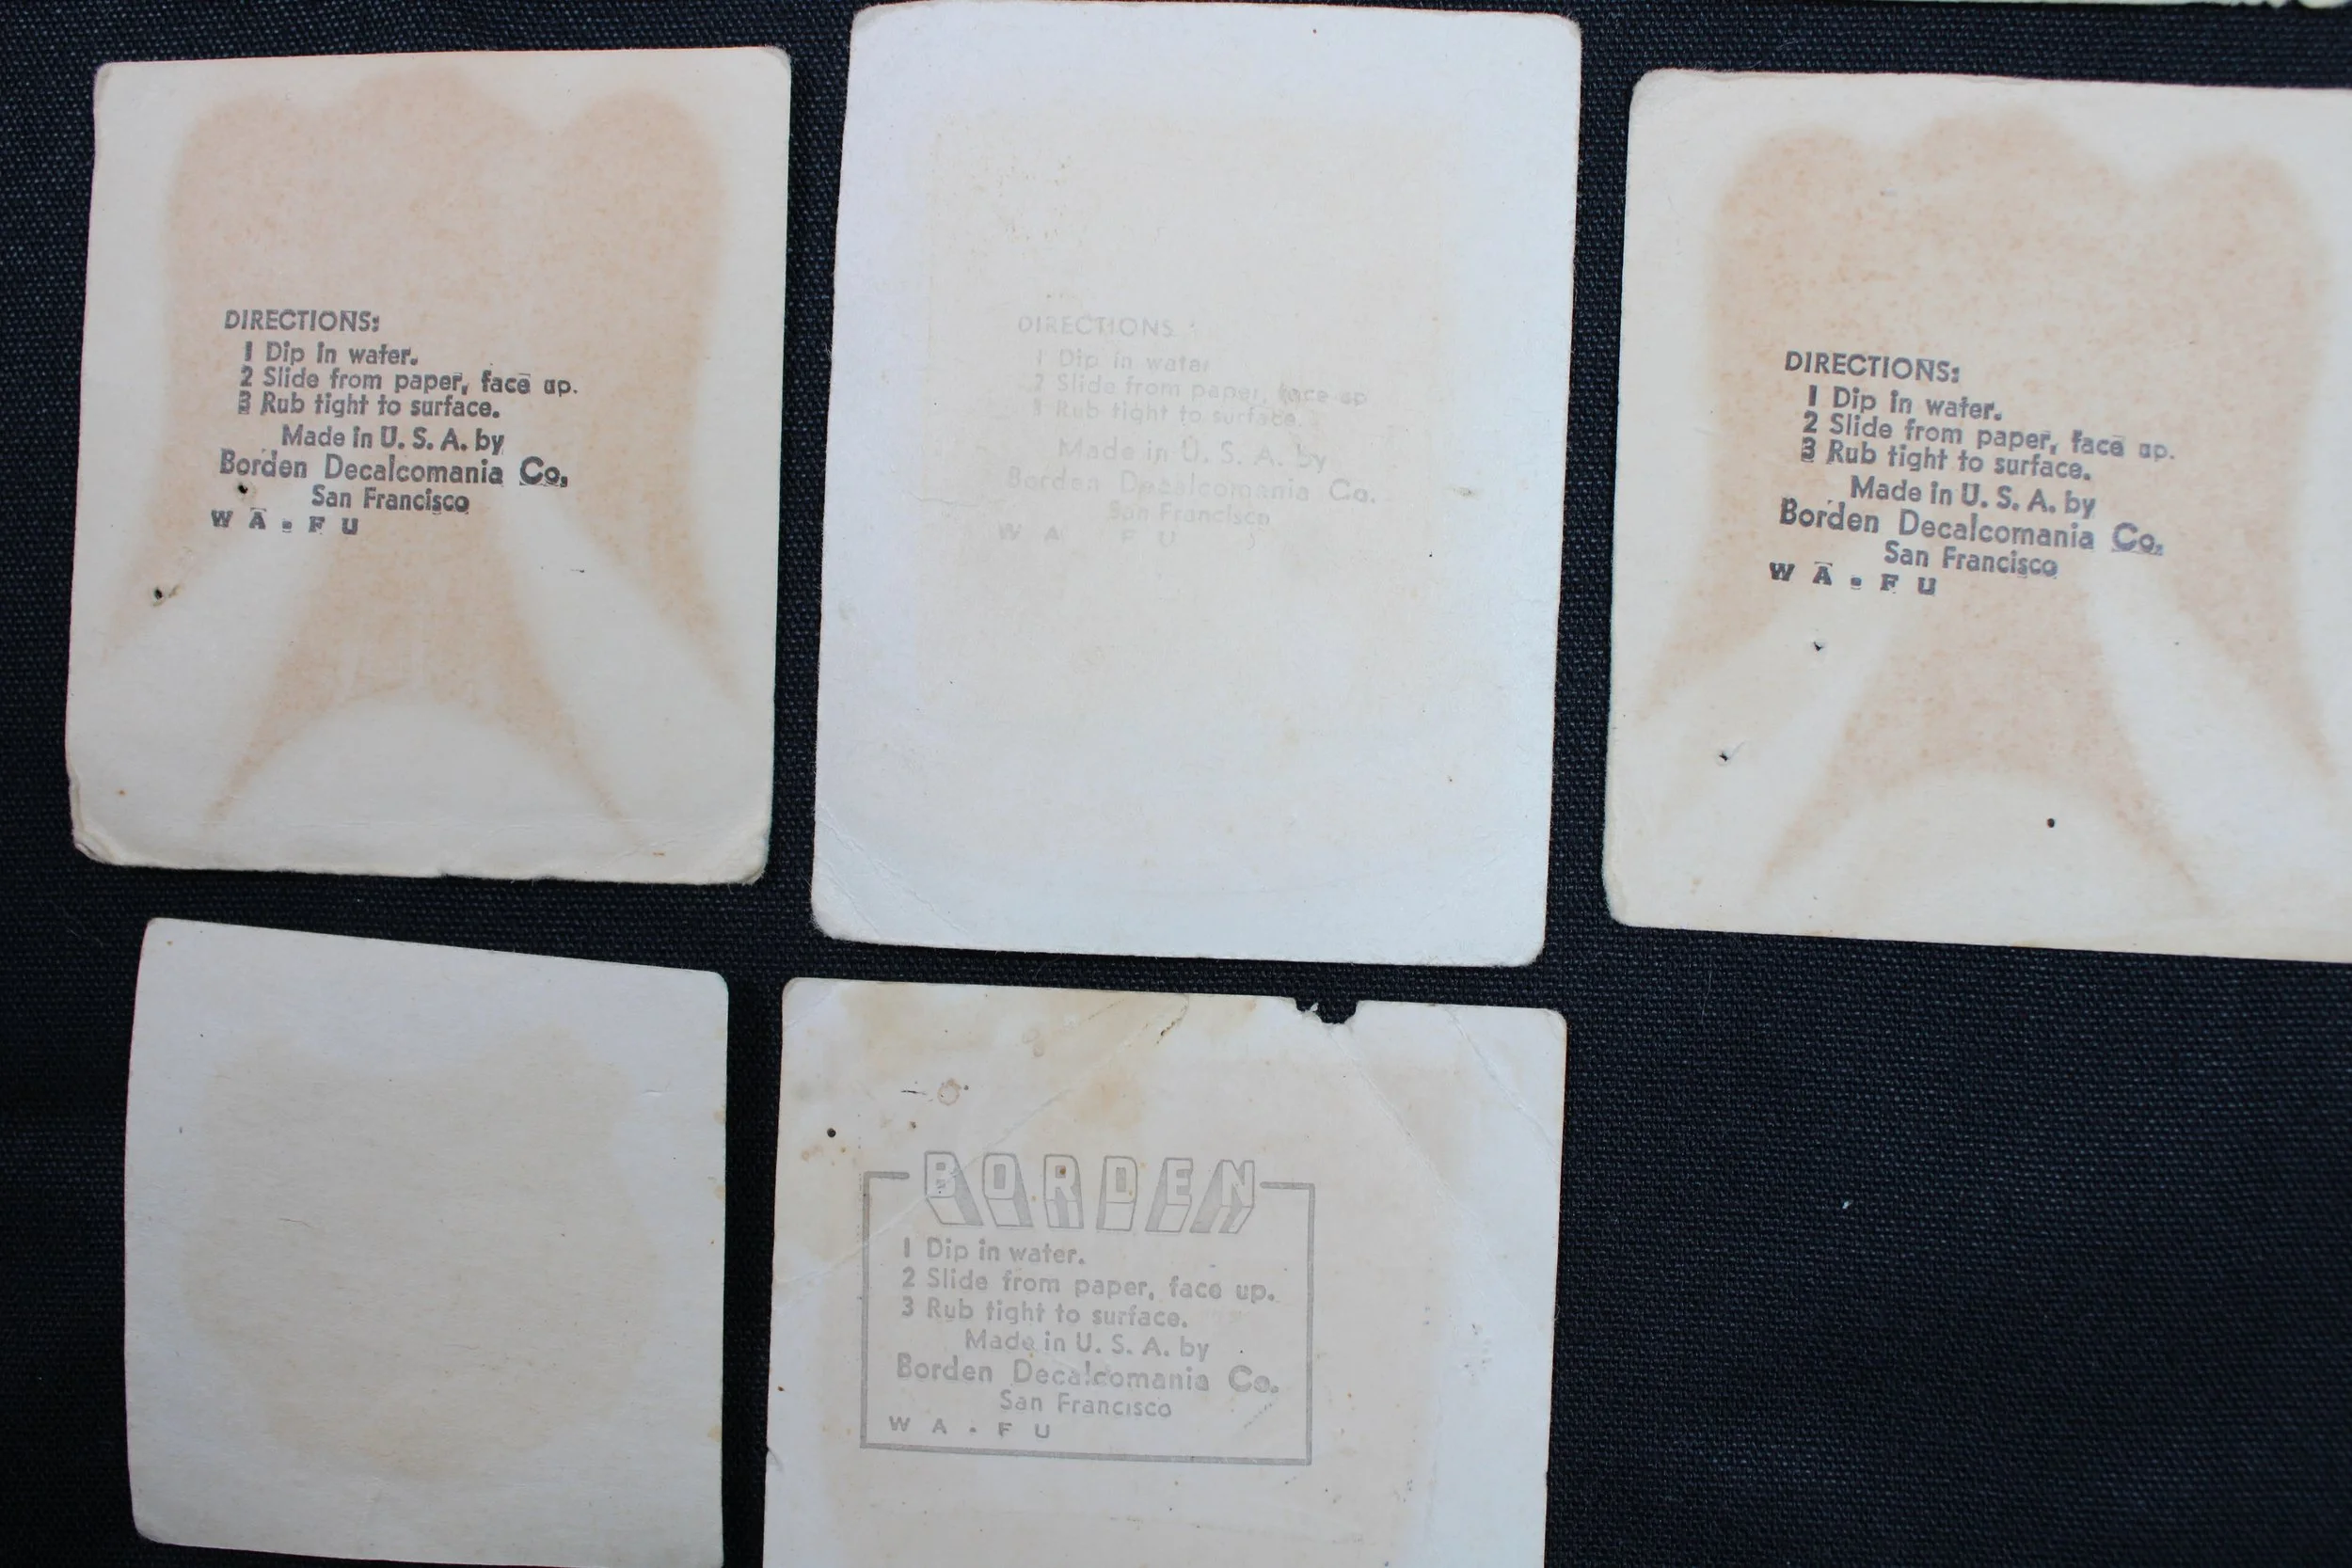 DIRECTIONS:
1 Dip in water.
2 Slide from paper, face up.
3 Rub tight to surface.
Made in U. S. A. by
Borden Decalcomania Co.
San Francisco
W A . F U
DIRECTIONS
1 Dip in water
2 Slide from paper, face up
3 Rub tight to surface.
Made in U. S. A. by
Borden Decalcomania Co.
San Francisco
W A F U
DIRECTIONS:
1 Dip in water.
2 Slide from paper, face up.
3 Rub tight to surface.
Made in U. S. A. by
Borden Decalcomania Co.
San Francisco
W A . F U
BORDEN
1 Dip in water.
2 Slide from paper, face up.
3 Rub tight to surface.
Made in U. S. A. by
Borden Decalcomania Co.
San Francisco
W A . F U